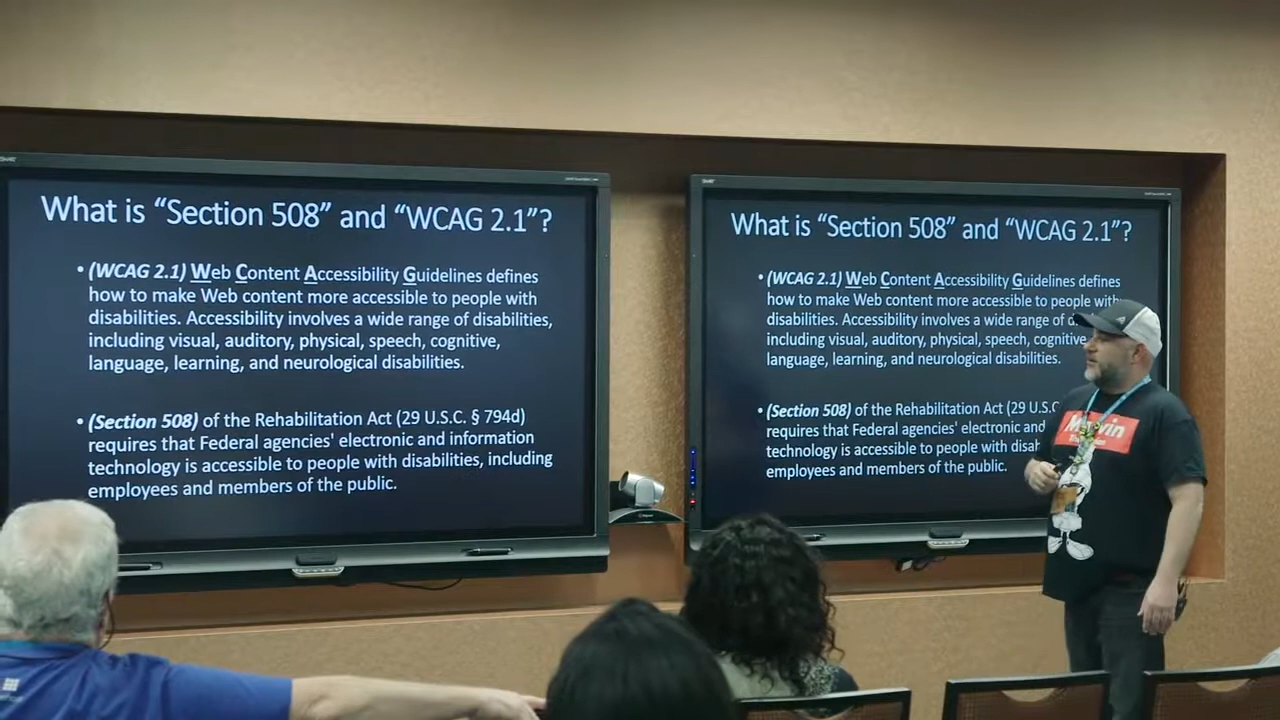 What is “Section 508” and “WCAG 2.1”?
• (WCAG 2.1) Web Content Accessibility Guidelines defines
how to make Web content more accessible to people with
disabilities. Accessibility involves a wide range of disabilities,
including visual, auditory, physical, speech, cognitive,
language, learning, and neurological disabilities.
• (Section 508) of the Rehabilitation Act (29 U.S.C. § 794d)
requires that Federal agencies' electronic and information
technology is accessible to people with disabilities, including
employees and members of the public.
What is “Section 508” and “WCAG 2.1”?
• (WCAG 2.1) Web Content Accessibility Guidelines defines
how to make Web content more accessible to people with
disabilities. Accessibility involves a wide range of d
including visual, auditory, physical, speech, cognitive
language, learning, and neurological disabilities.
• (Section 508) of the Rehabilitation Act (29 U.S.C
requires that Federal agencies' electronic and
technology is accessible to people with disab
employees and members of the public.